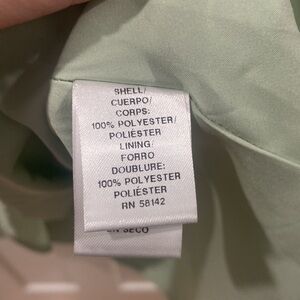 SHELL/
CUERPO/
CORPS:
100% POLYESTER/
POLIÉSTER
LINING/
FORRO
DOUBLURE:
100% POLYESTER
POLIÉSTER
RN 58142
EN SECO